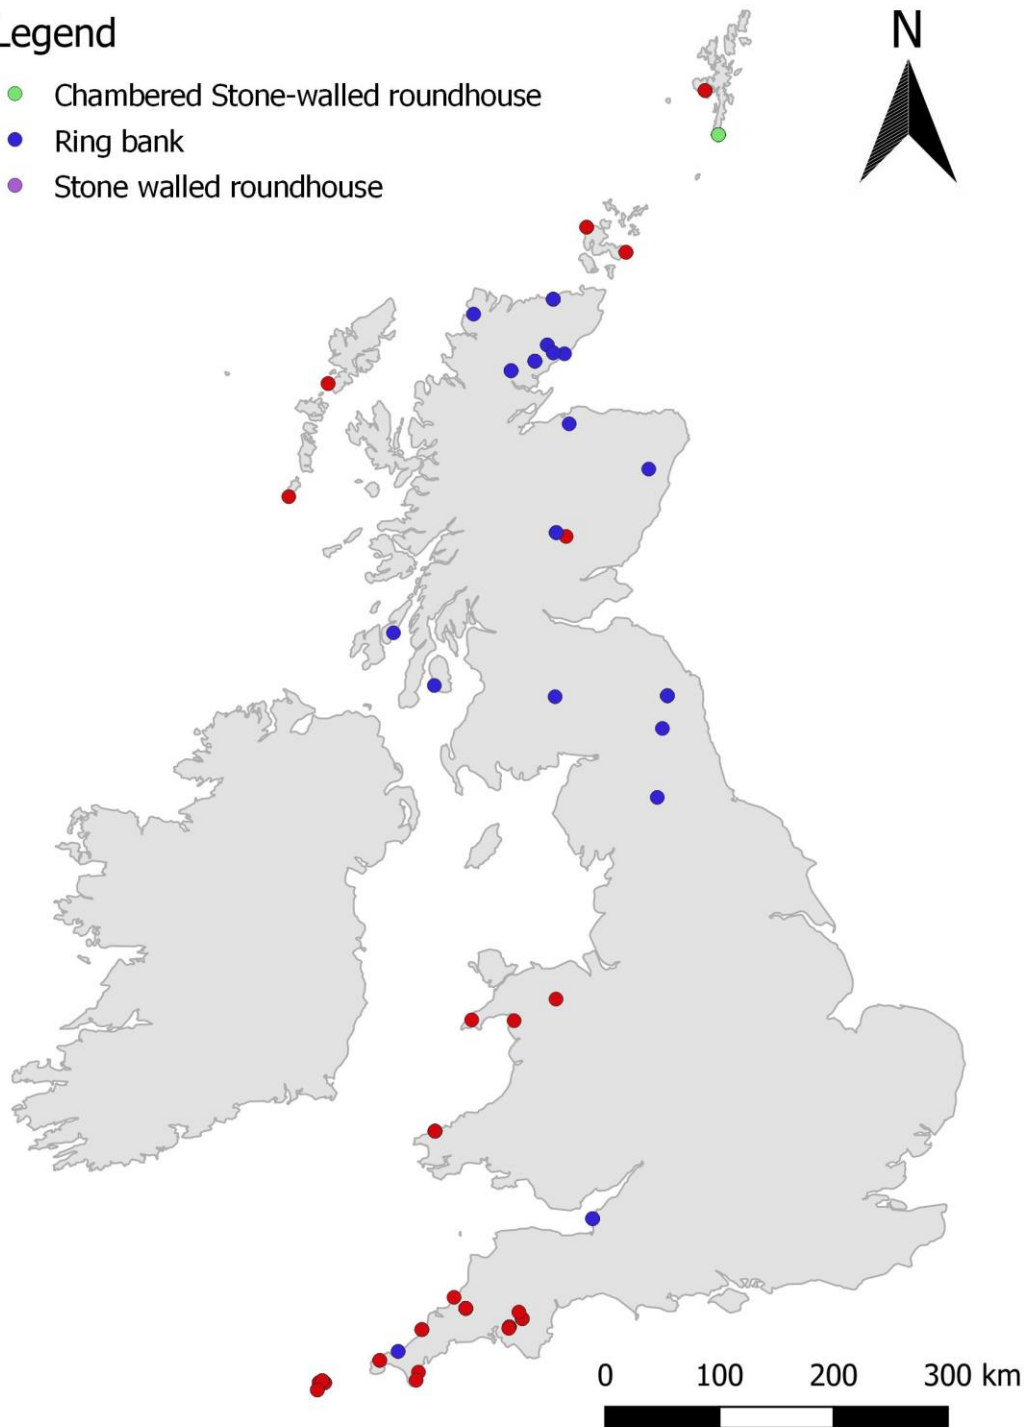 Legend
N
Chambered Stone-walled roundhouse
Ring bank
Stone walled roundhouse
0 100 200 300 km